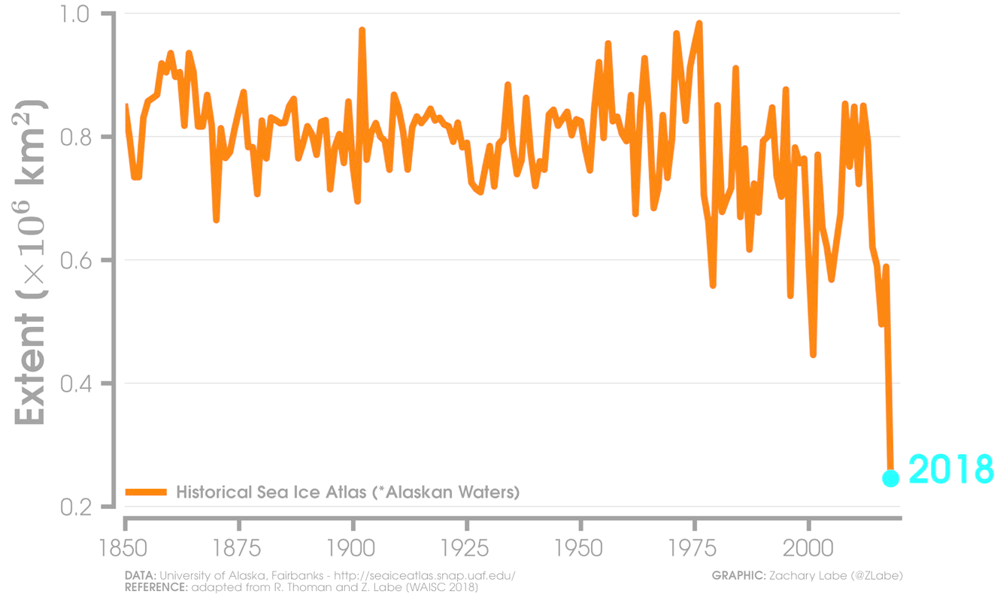 1.0
0.8
0.6
0.4
0.2
Extent (×10⁶ km²)
2018
Historical Sea Ice Atlas (*Alaskan Waters)
1850 1875 1900 1925 1950 1975 2000
DATA: University of Alaska, Fairbanks - http://seaiceatlas.snap.uaf.edu/
REFERENCE: adapted from R. Thoman and Z. Labe (WAISC 2018)
GRAPHIC: Zachary Labe (@ZLabe)